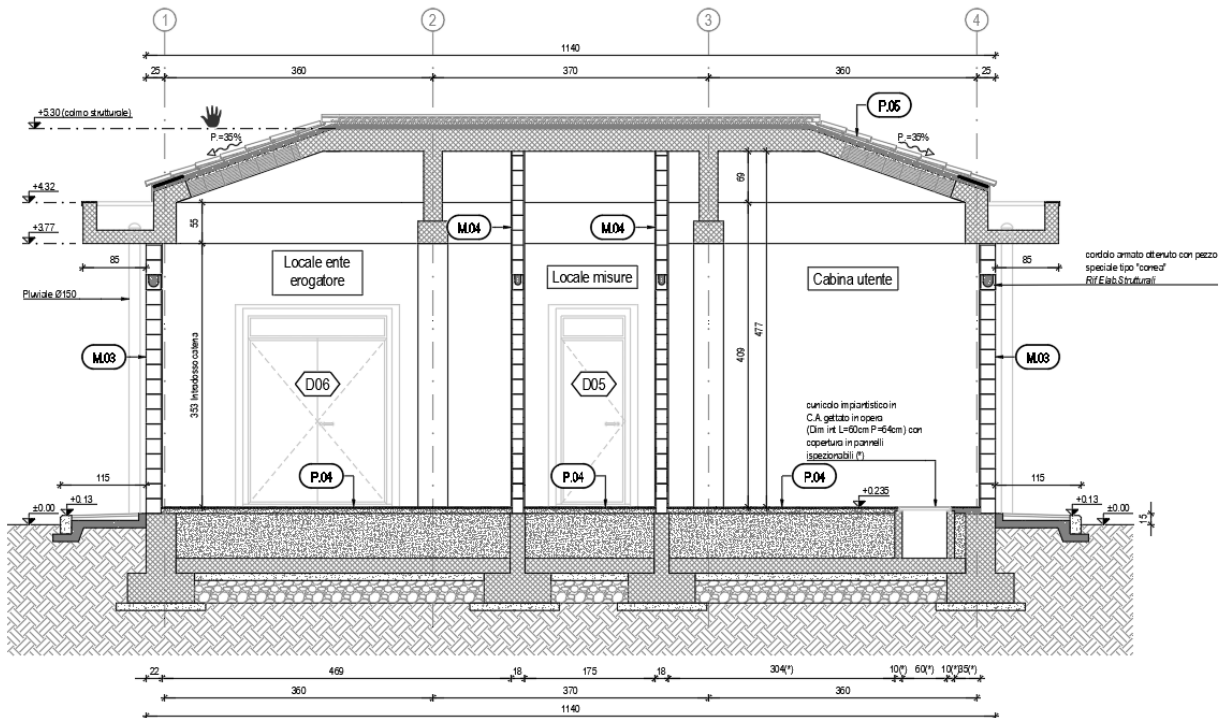 1 2 3 4
1140
25 360 370 360 25
+5.30 (colmo strutturale)
P.05
P.=35% P.=35%
+4.32
69
55
M.04 M.04
+3.77
85 85
Locale ente
erogatore
Locale misure
Cabina utente
cordolo armato ottenuto con pezzo
speciale tipo "correa"
Rif Elab.Strutturali
Pluviale Ø150
477
409
M.03 M.03
353 Introdosso catena
D06 D05
cunicolo impiantistico in
C.A. gettato in opera
(Dim int L=60cm P=64cm) con
copertura in pannelli
ispezionabili (*)
P.04 P.04 P.04
115 115
+0.235
±0.00 +0.13 +0.13 ±0.00
15
22 469 18 175 18 304(*) 10(*) 60(*) 10(*) 35(*)
360 370 360
1140